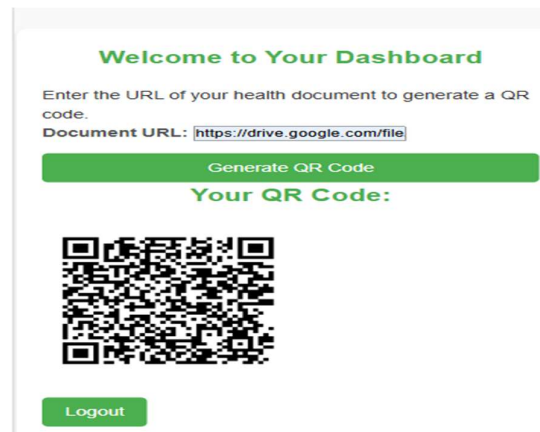 Welcome to Your Dashboard
Enter the URL of your health document to generate a QR
code.
Document URL: https://drive.google.com/file
Generate QR Code
Your QR Code:
Logout